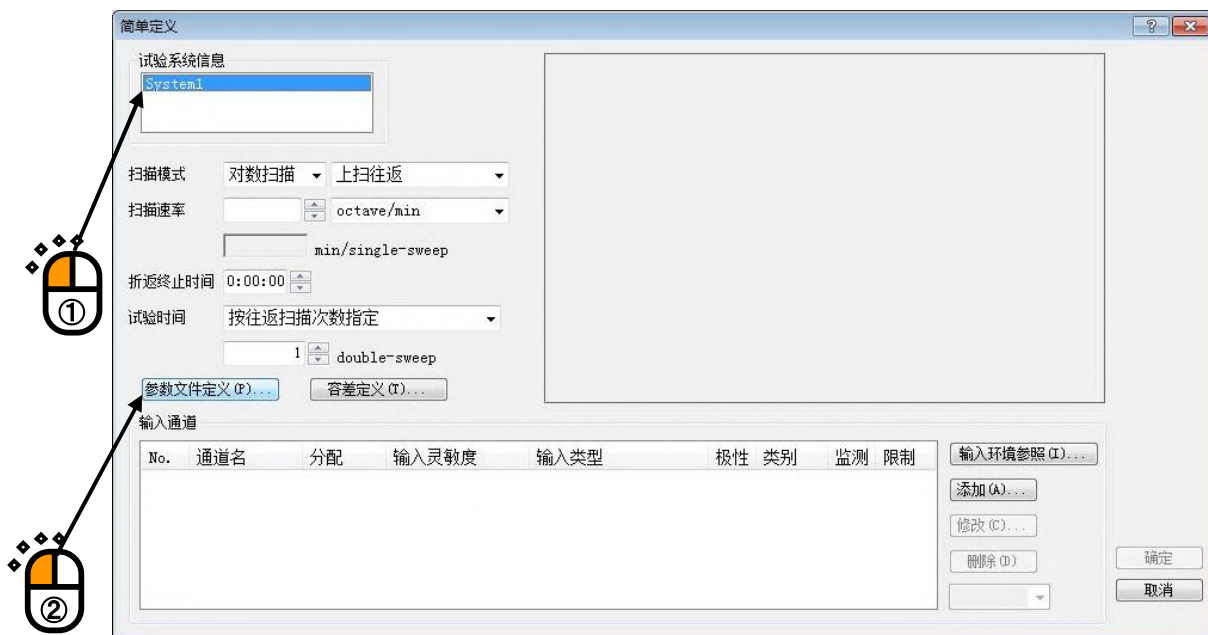 简单定义
试验系统信息
System1
扫描模式 对数扫描 上扫往返
扫描速率 octave/min
min/single-sweep
折返终止时间 0:00:00
试验时间 按往返扫描次数指定
1 double-sweep
参数文件定义(P)... 容差定义(T)...
输入通道
No. 通道名 分配 输入灵敏度 输入类型 极性 类别 监测 限制
输入环境参照(I)...
添加(A)...
修改(C)...
删除(D)
确定
取消
①
②